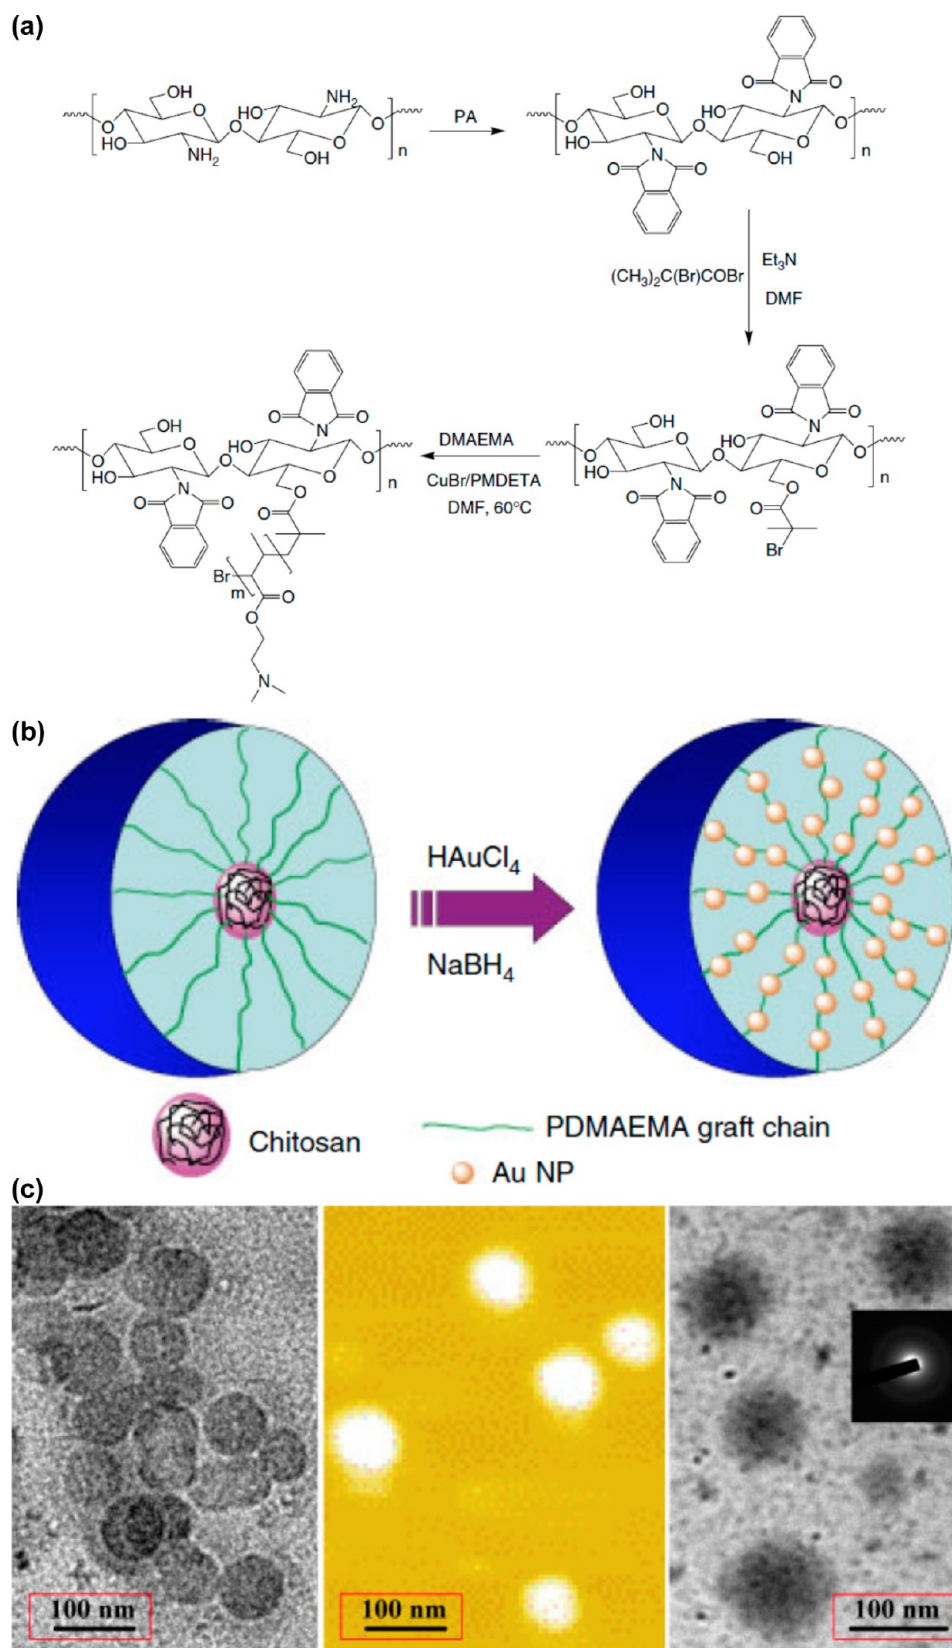 (a)
OH
HO
NH2
O
O
O
HO
NH2
O
OH
O
n
PA
O
N
O
OH
HO
O
O
O
HO
N
O
O
OH
O
n
O
O
(CH3)2C(Br)COBr
Et3N
DMF
O
N
O
OH
HO
O
O
O
HO
N
O
O
O
n
O
O
O
Br
DMAEMA
CuBr/PMDETA
DMF, 60°C
O
N
O
OH
HO
O
O
O
HO
N
O
O
O
n
O
O
O
Br
m
O
O
N
(b)
HAuCl4
NaBH4
Chitosan
PDMAEMA graft chain
Au NP
(c)
100 nm
100 nm
100 nm